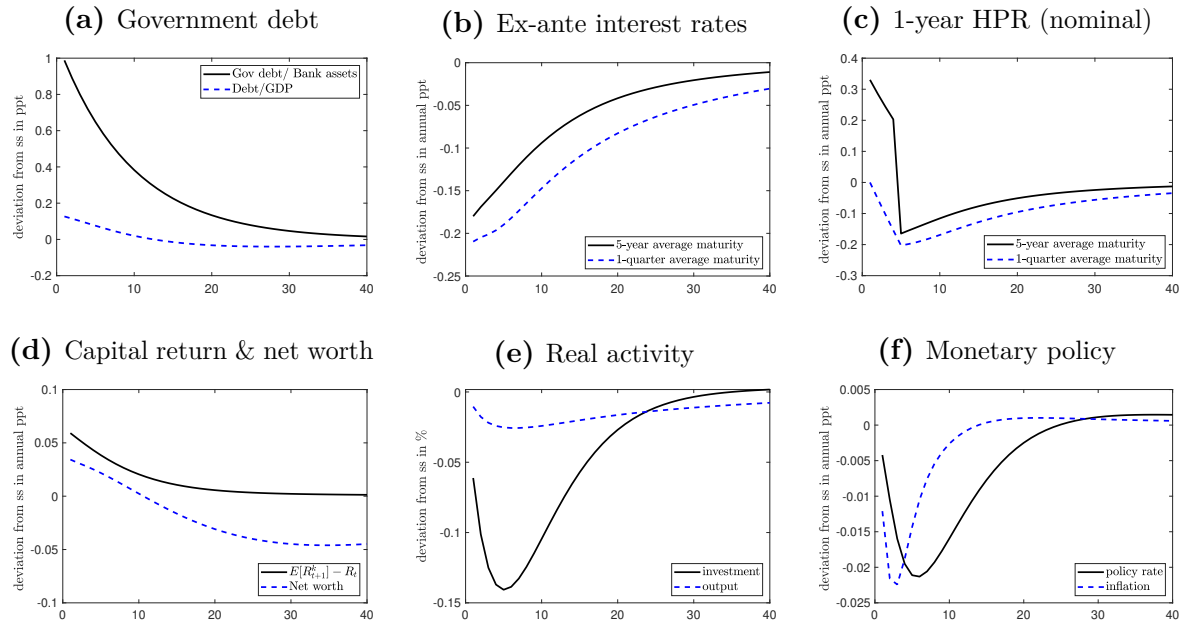 (a) Government debt
deviation from ss in ppt
1
0.8
0.6
0.4
0.2
0
-0.2
0 10 20 30 40
Gov debt/ Bank assets
Debt/GDP
(b) Ex-ante interest rates
deviation from ss in annual ppt
0
-0.05
-0.1
-0.15
-0.2
-0.25
0 10 20 30 40
5-year average maturity
1-quarter average maturity
(c) 1-year HPR (nominal)
deviation from ss in annual ppt
0.4
0.3
0.2
0.1
0
-0.1
-0.2
-0.3
0 10 20 30 40
5-year average maturity
1-quarter average maturity
(d) Capital return & net worth
deviation from ss in annual ppt
0.1
0.05
0
-0.05
-0.1
0 10 20 30 40
E[R^k_{t+1}] − R_t
Net worth
(e) Real activity
deviation from ss in %
0
-0.05
-0.1
-0.15
0 10 20 30 40
investment
output
(f) Monetary policy
deviation from ss in annual ppt
0.005
0
-0.005
-0.01
-0.015
-0.02
-0.025
0 10 20 30 40
policy rate
inflation